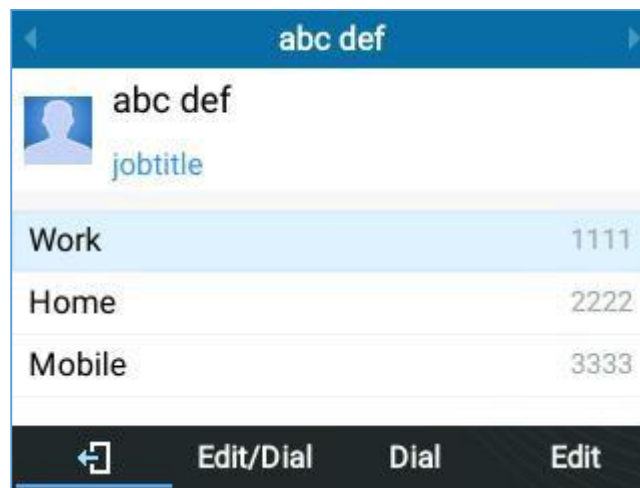 abc def
abc def
jobtitle
Work 1111
Home 2222
Mobile 3333
Edit/Dial Dial Edit